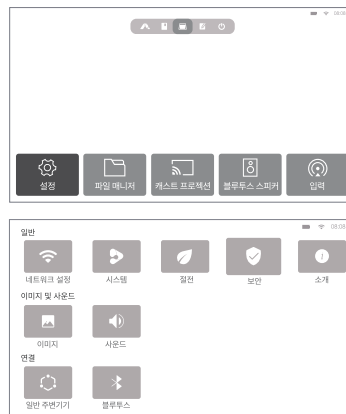 08:08
설정 파일 매니저 캐스트 프로젝션 블루투스 스피커 입력
08:08
일반
네트워크 설정 시스템 절전 보안 소개
이미지 및 사운드
이미지 사운드
연결
일반 주변기기 블루투스